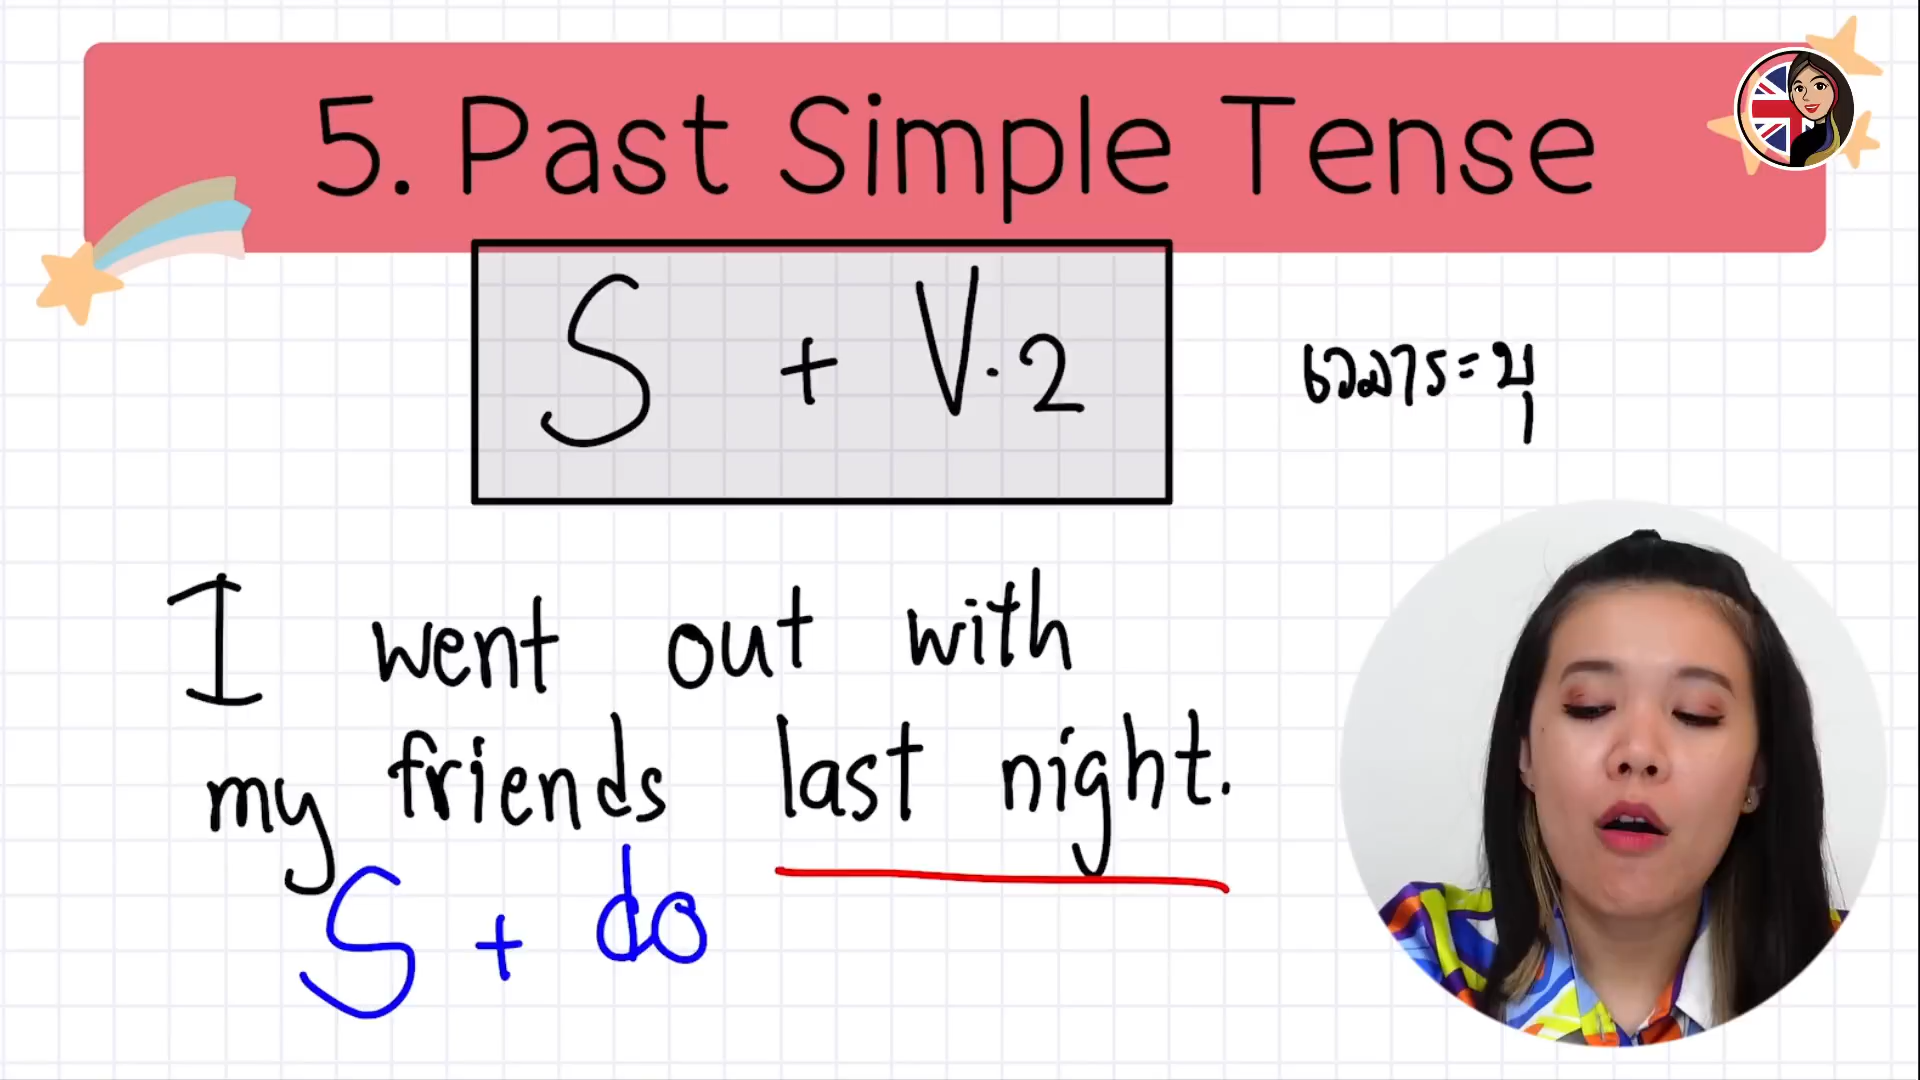 5. Past Simple Tense
S + V.2
เวลาระบุ
I went out with
my friends last night.
S + do